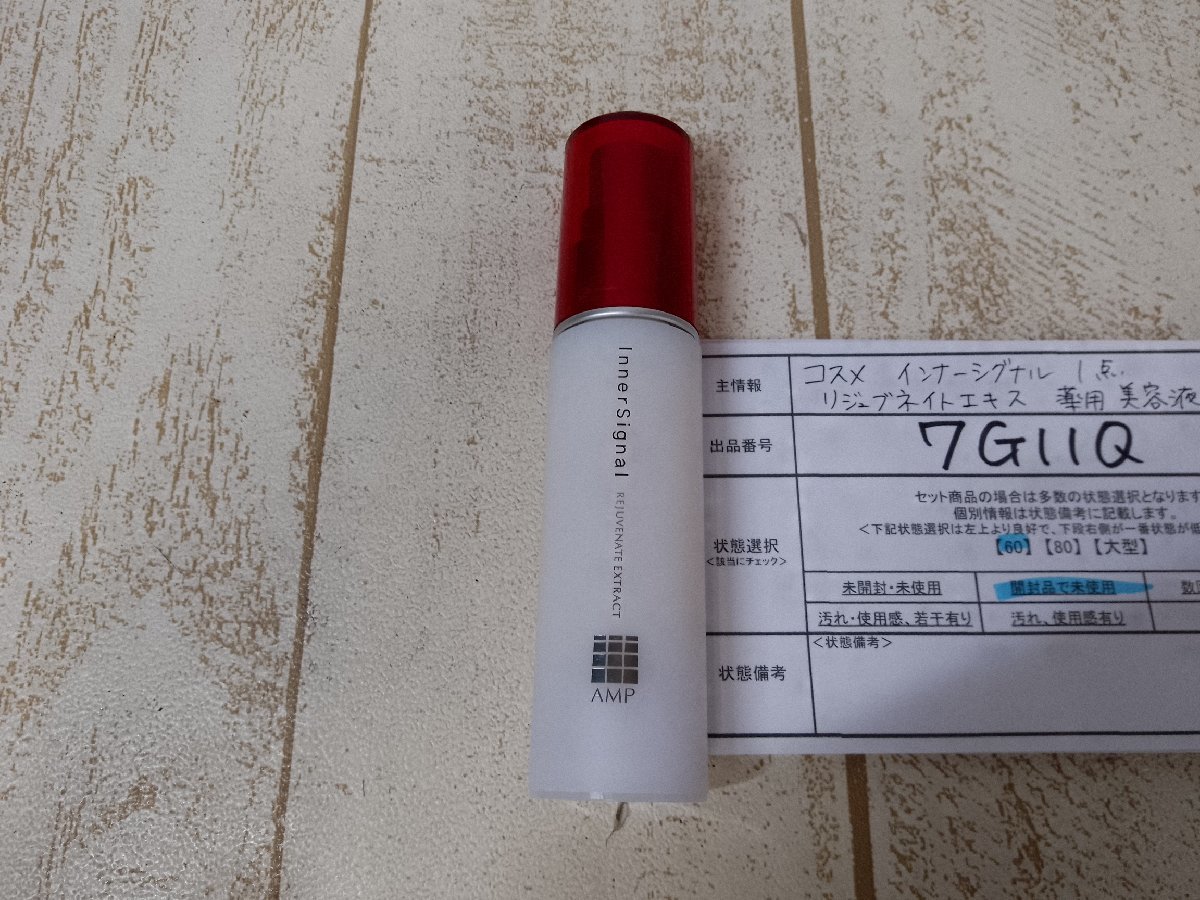 InnerSignal
REJUVENATE EXTRACT
AMP
主情報
コスメ インナーシグナル 1点
リジュブネイトエキス 薬用 美容液
出品番号
7G11Q
状態選択
<該当にチェック>
セット商品の場合は多数の状態選択となります
個別情報は状態備考に記載します。
<下記状態選択は左上より良好で、下段右側が一番状態が低
【60】【80】【大型】
未開封・未使用
開封品で未使用
数回
汚れ・使用感、若干有り
汚れ、使用感有り
状態備考
<状態備考>